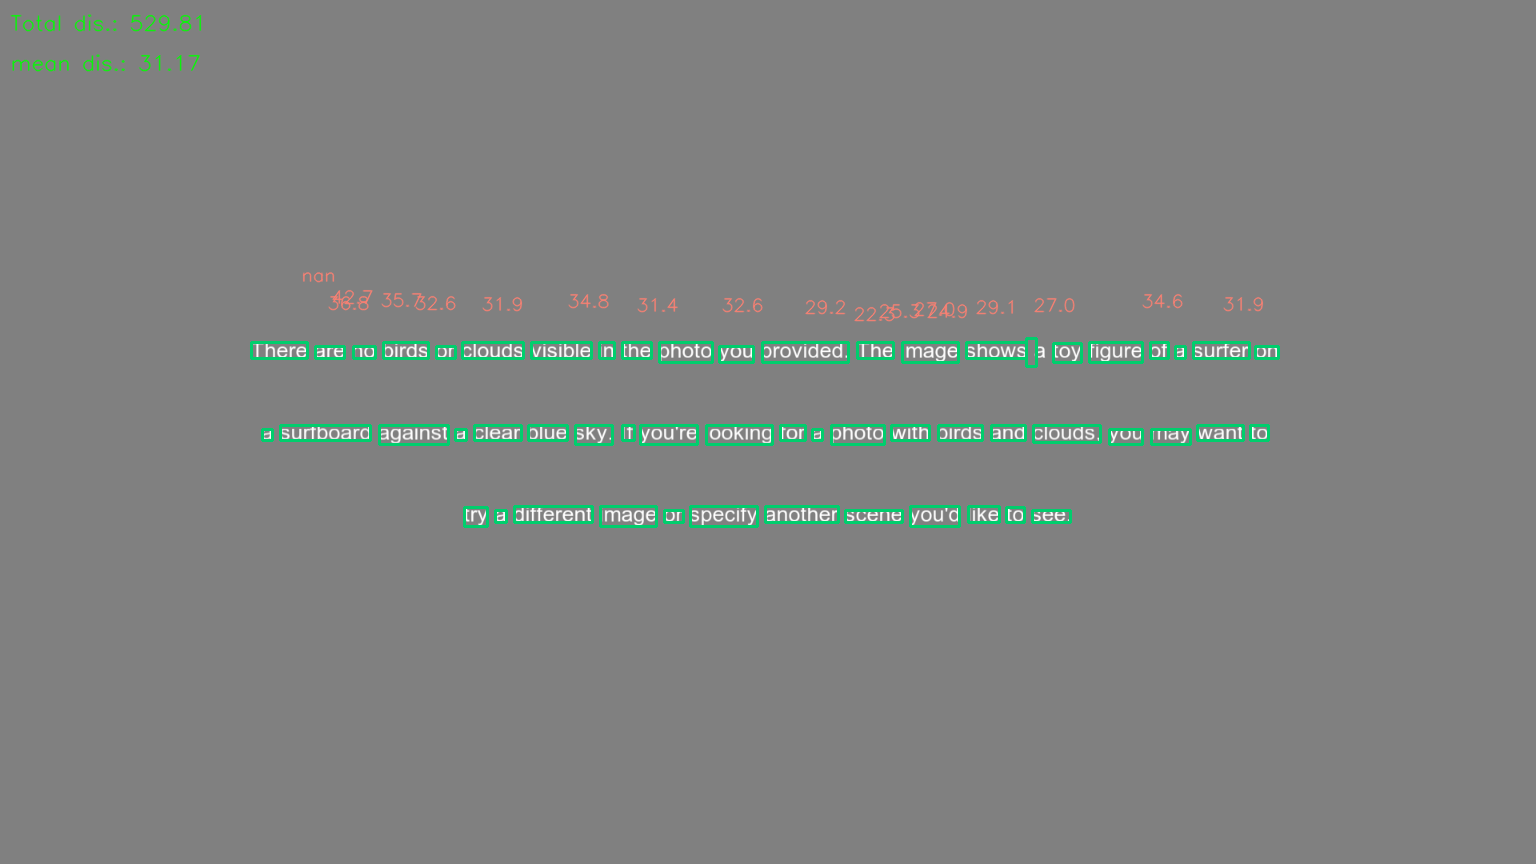 Total dis.: 529.81
mean dis.: 31.17
nan
42.7
36.8 35.7 32.6 31.9 34.8 31.4 32.6 29.2 22.3 25.3 27.0 24.9 29.1 27.0 34.6 31.9
There are no birds or clouds visible in the photo you provided. The image shows a toy figure of a surfer on
a surfboard against a clear blue sky. If you're looking for a photo with birds and clouds, you may want to
try a different image or specify another scene you'd like to see.